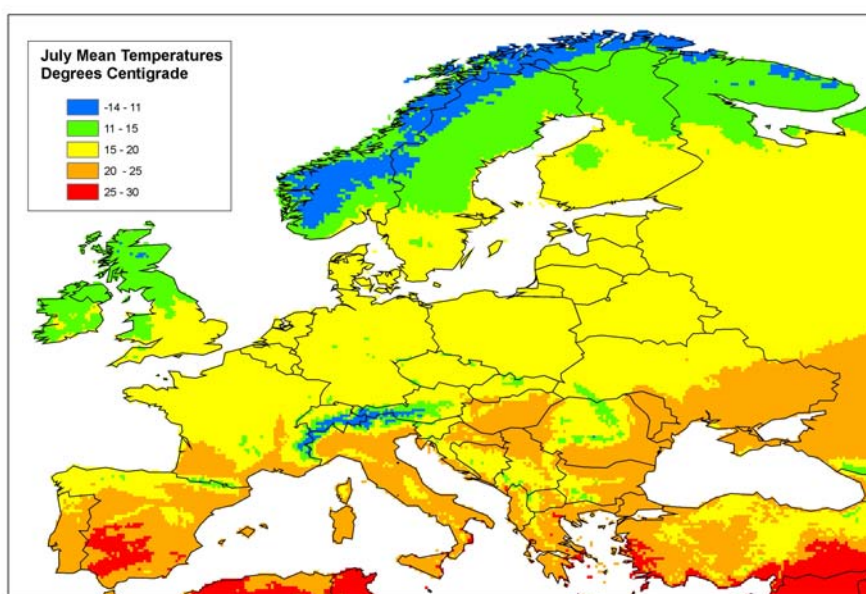 July Mean Temperatures
Degrees Centigrade
-14 - 11
11 - 15
15 - 20
20 - 25
25 - 30